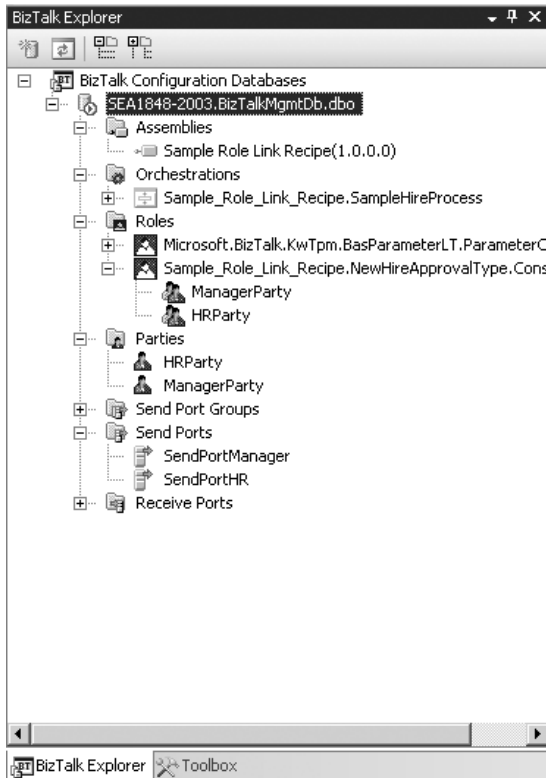 BizTalk Explorer
BizTalk Configuration Databases
SEA1848-2003.BizTalkMgmtDb.dbo
Assemblies
Sample Role Link Recipe(1.0.0.0)
Orchestrations
Sample_Role_Link_Recipe.SampleHireProcess
Roles
Microsoft.BizTalk.KwTpm.BasParameterLT.ParameterC
Sample_Role_Link_Recipe.NewHireApprovalType.Cons
ManagerParty
HRParty
Parties
HRParty
ManagerParty
Send Port Groups
Send Ports
SendPortManager
SendPortHR
Receive Ports
BizTalk Explorer Toolbox